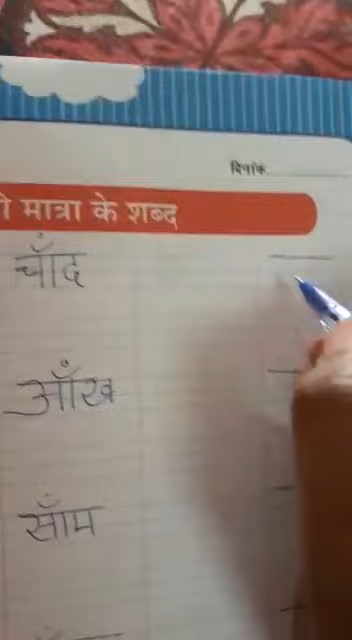 दिनांक
ी मात्रा के शब्द
चाँद
आँख
साँम